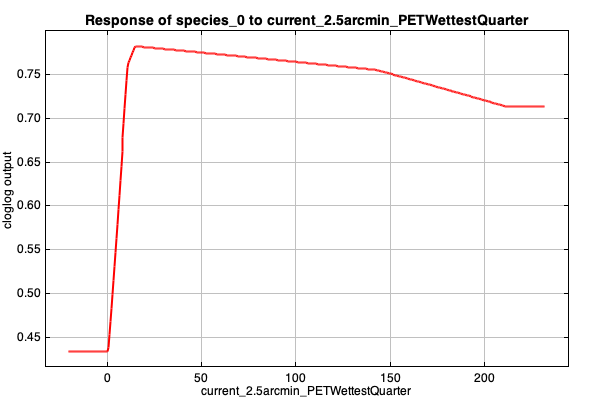 Response of species_0 to current_2.5arcmin_PETWettestQuarter
cloglog output
0.75
0.70
0.65
0.60
0.55
0.50
0.45
0 50 100 150 200
current_2.5arcmin_PETWettestQuarter